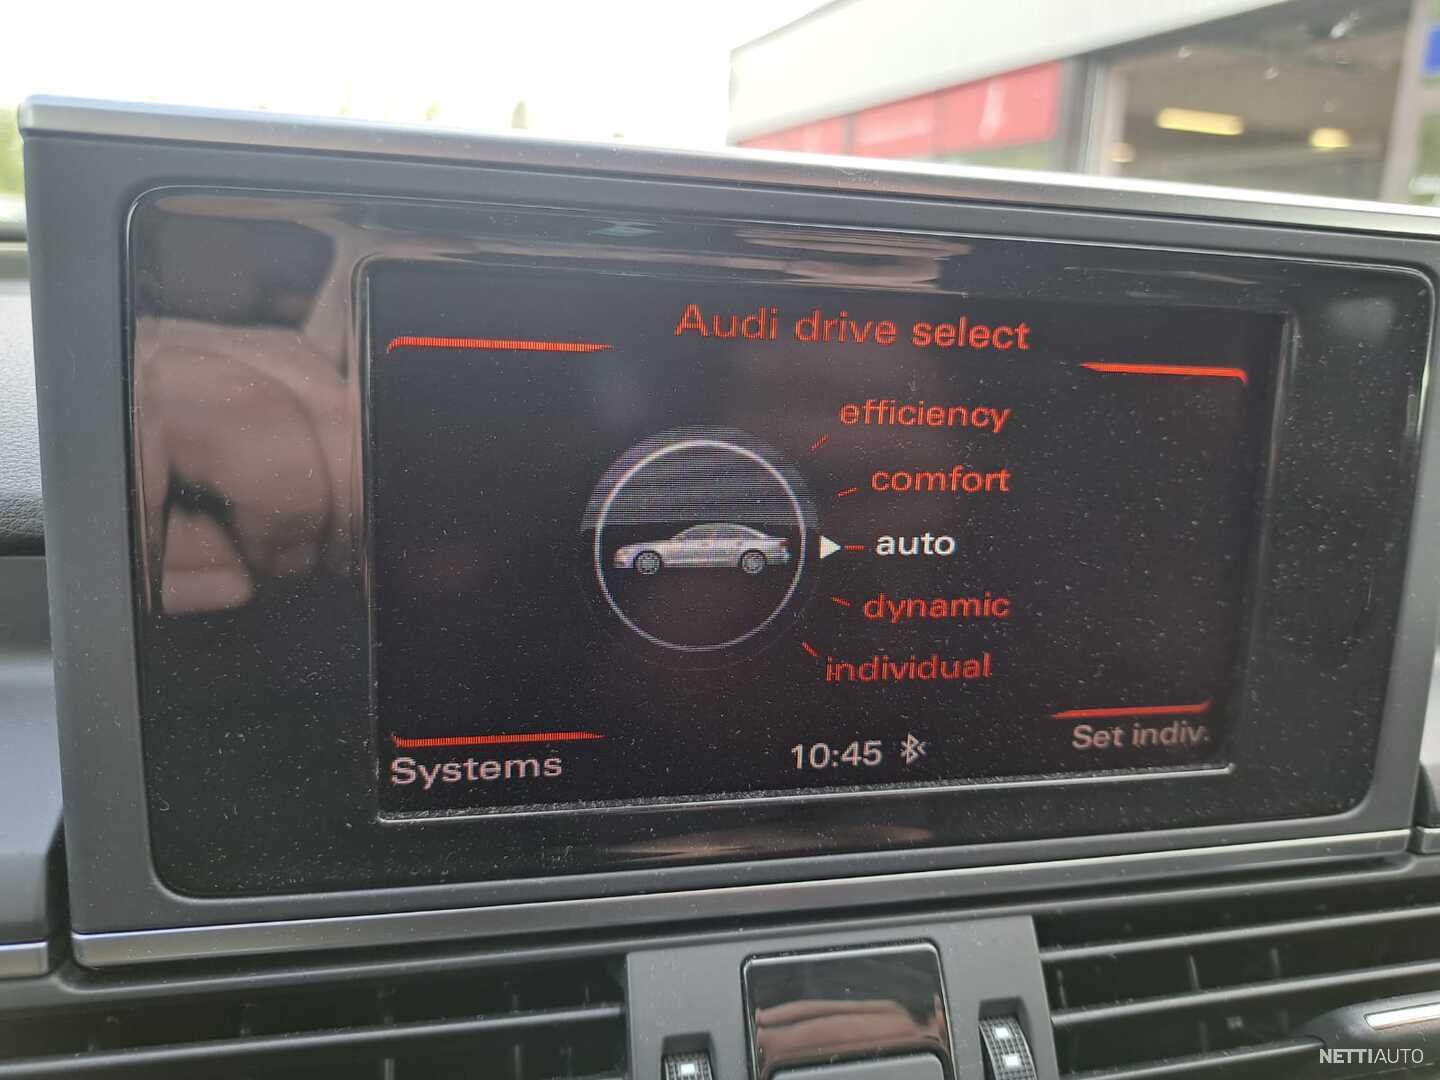 Audi drive select
efficiency
comfort
auto
dynamic
individual
Systems
10:45
Set indiv.
NETTIAUTO